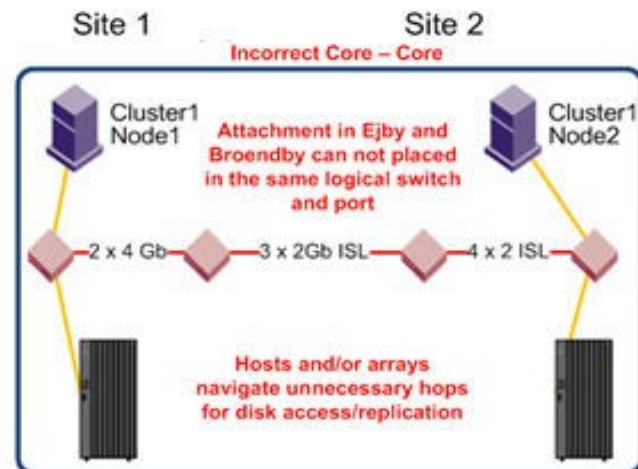 Site 1
Site 2
Incorrect Core – Core
Cluster1
Node1
Cluster1
Node2
Attachment in Ejby and
Broendby can not placed
in the same logical switch
and port
2 x 4 Gb
3 x 2Gb ISL
4 x 2 ISL
Hosts and/or arrays
navigate unnecessary hops
for disk access/replication